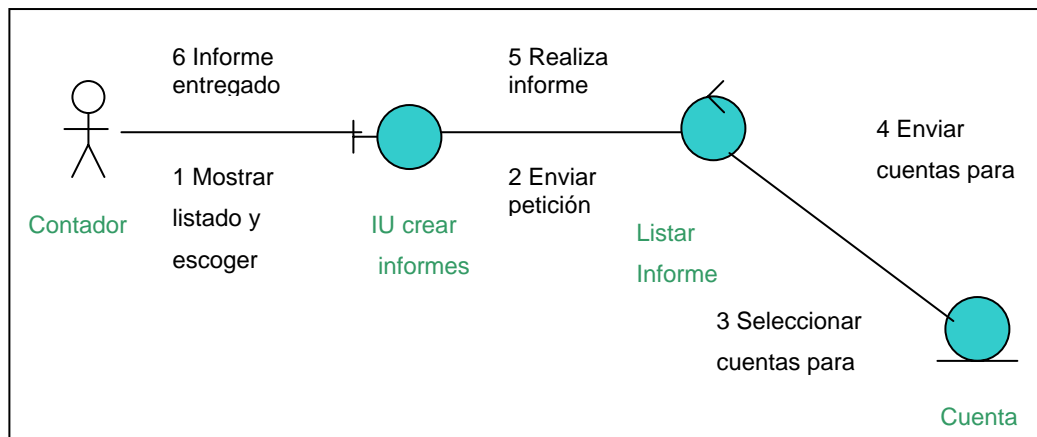 6 Informe
entregado
5 Realiza
informe
4 Enviar
cuentas para
1 Mostrar
listado y
escoger
2 Enviar
petición
Contador
IU crear
informes
Listar
Informe
3 Seleccionar
cuentas para
Cuenta